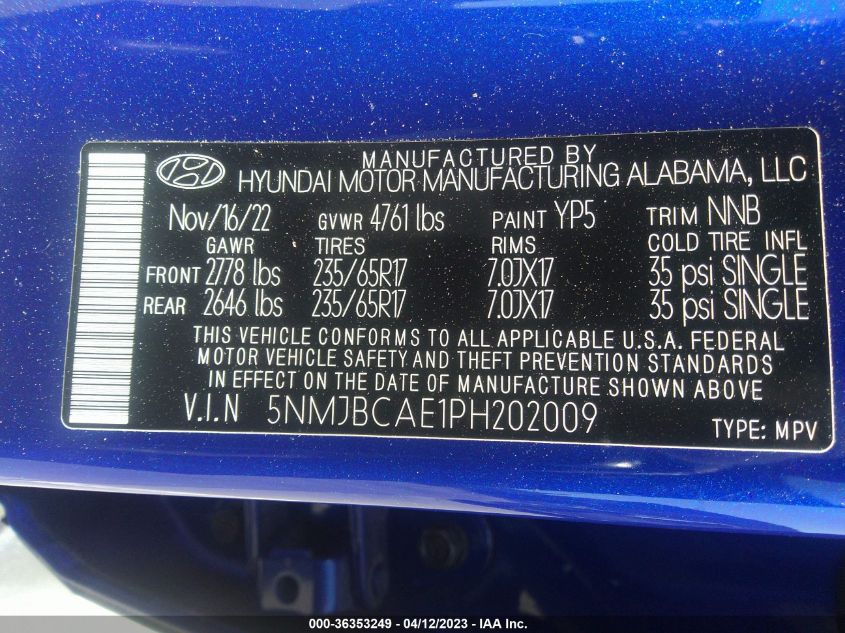 MANUFACTURED BY
HYUNDAI MOTOR MANUFACTURING ALABAMA, LLC
Nov/16/22 GVWR 4761 lbs PAINT YP5 TRIM NNB
GAWR TIRES RIMS COLD TIRE INFL
FRONT 2778 lbs 235/65R17 7.0JX17 35 psi SINGLE
REAR 2646 lbs 235/65R17 7.0JX17 35 psi SINGLE
THIS VEHICLE CONFORMS TO ALL APPLICABLE U.S.A. FEDERAL
MOTOR VEHICLE SAFETY AND THEFT PREVENTION STANDARDS
IN EFFECT ON THE DATE OF MANUFACTURE SHOWN ABOVE
V.I.N 5NMJBCAE1PH202009
TYPE: MPV
000-36353249 - 04/12/2023 - IAA Inc.